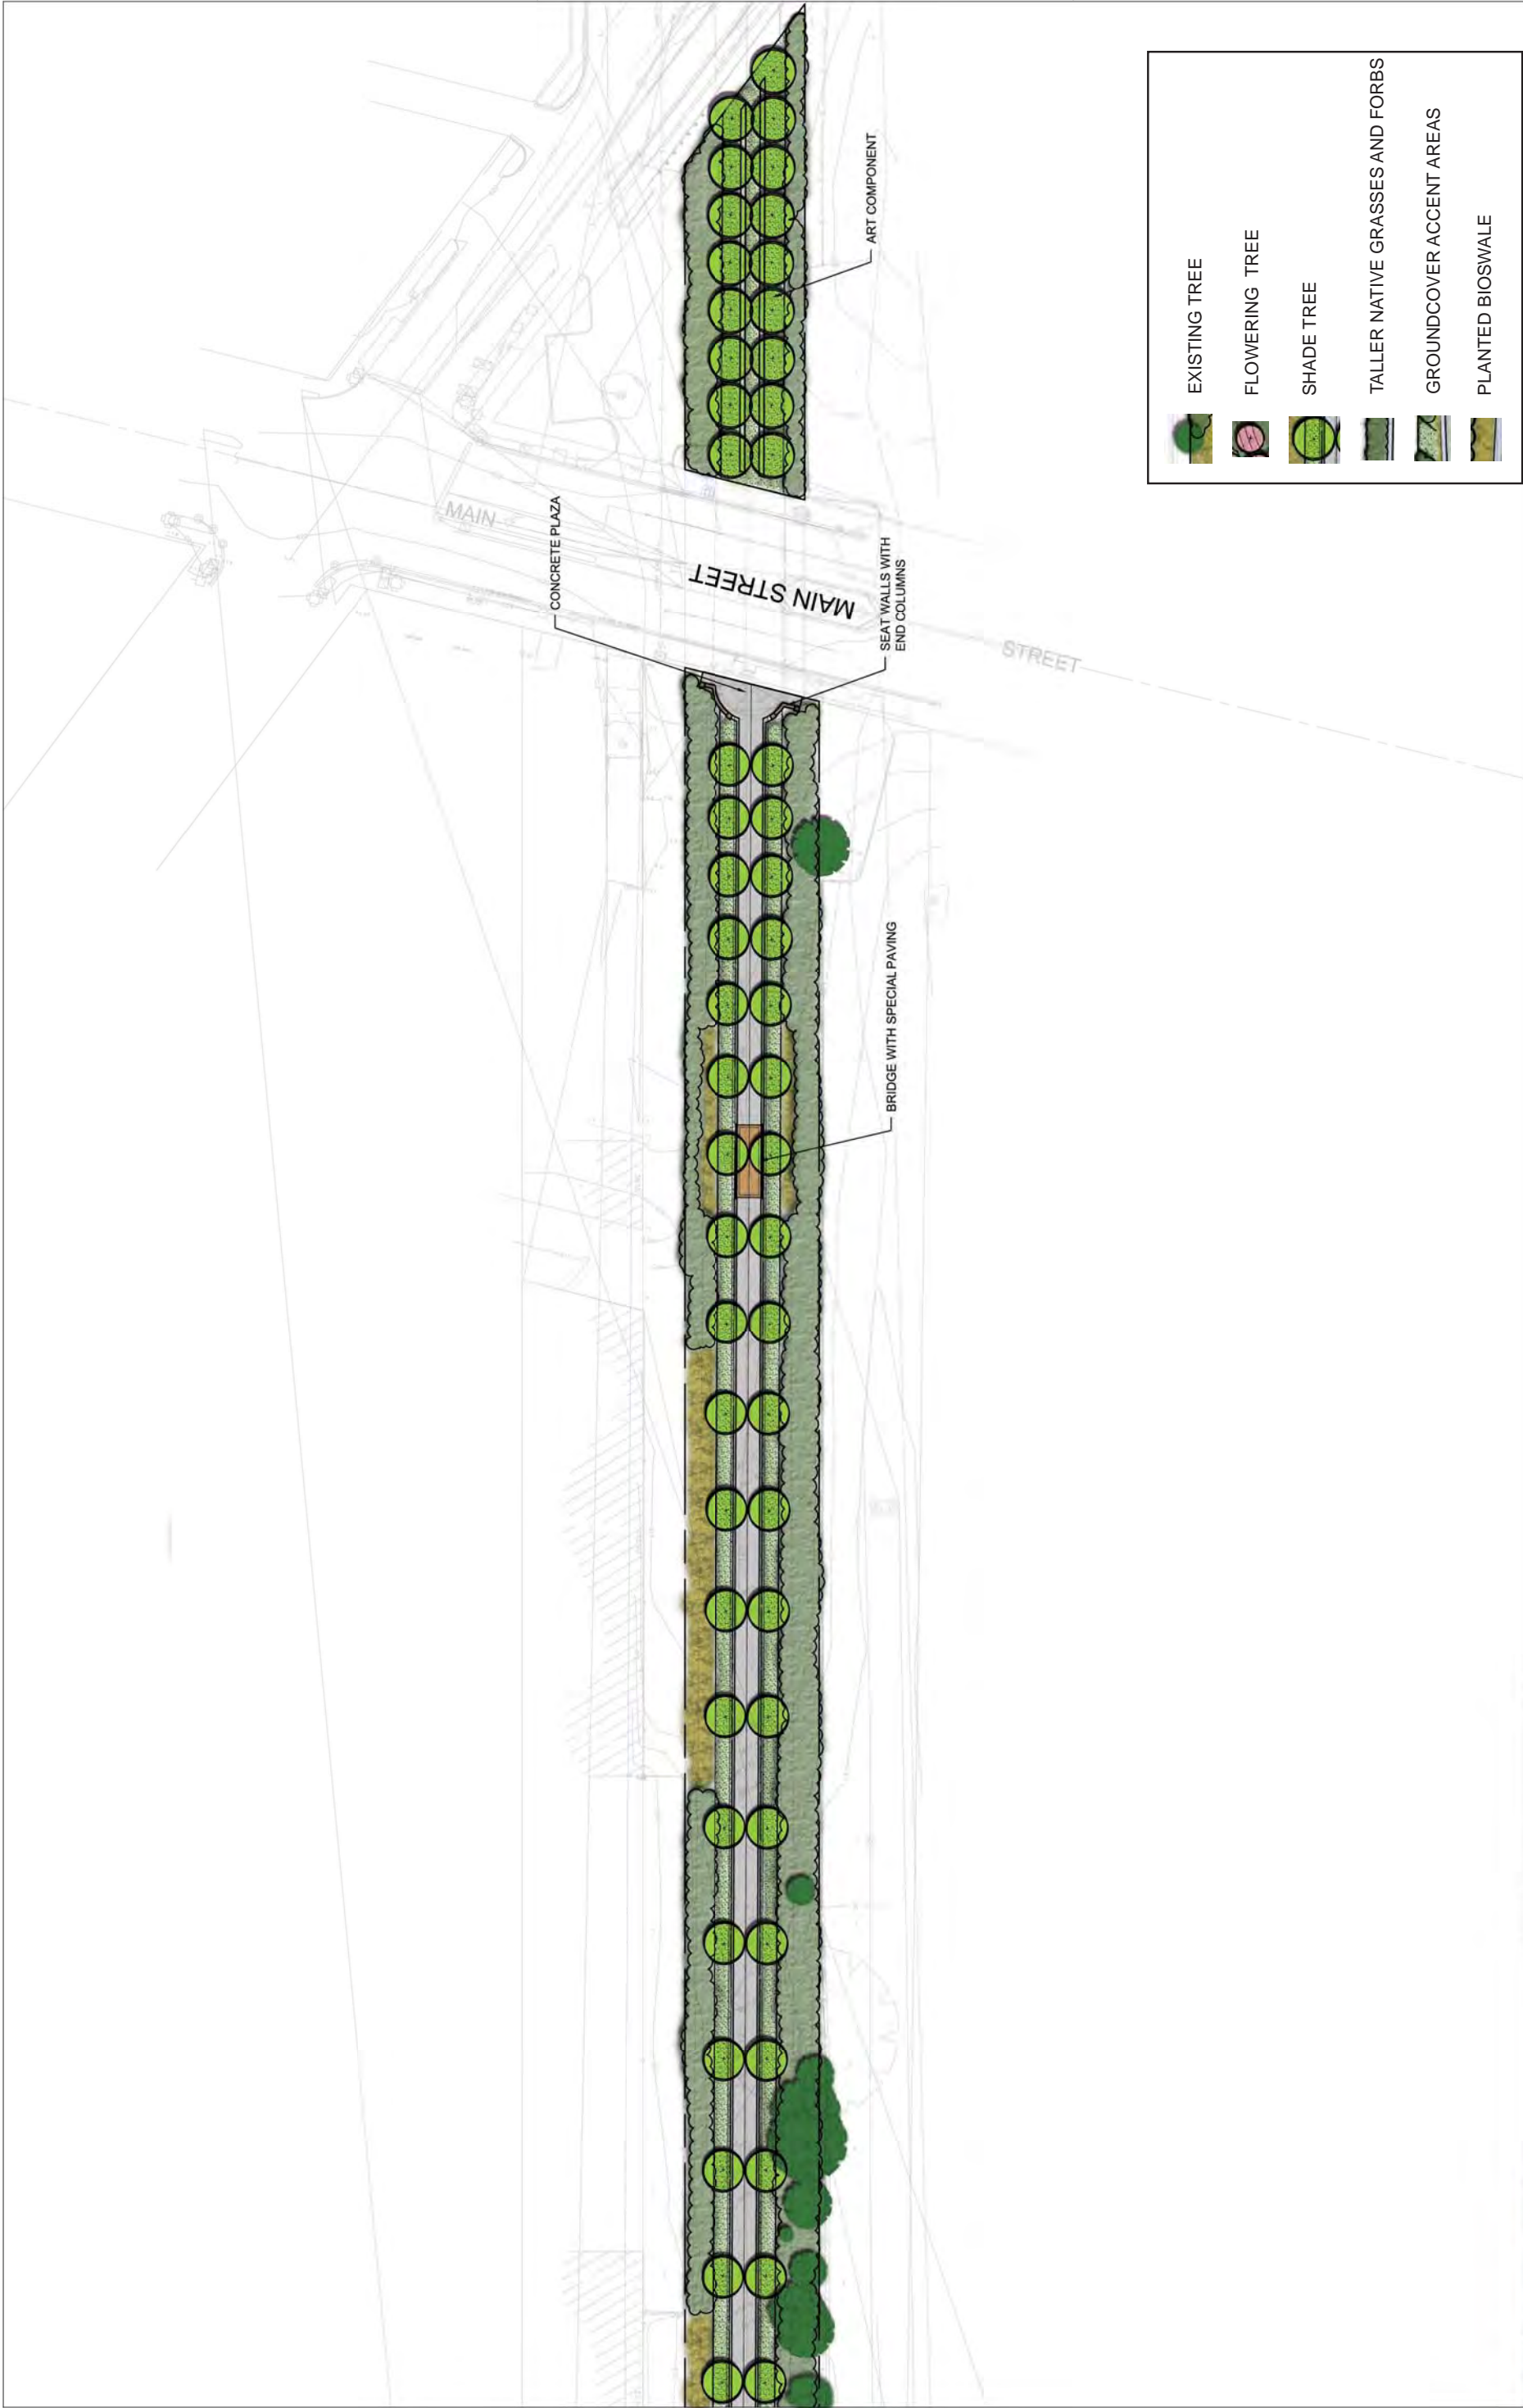 ART COMPONENT
MAIN
CONCRETE PLAZA
MAIN STREET
SEAT WALLS WITH
END COLUMNS
STREET
BRIDGE WITH SPECIAL PAVING
EXISTING TREE
FLOWERING TREE
SHADE TREE
TALLER NATIVE GRASSES AND FORBS
GROUNDCOVER ACCENT AREAS
PLANTED BIOSWALE